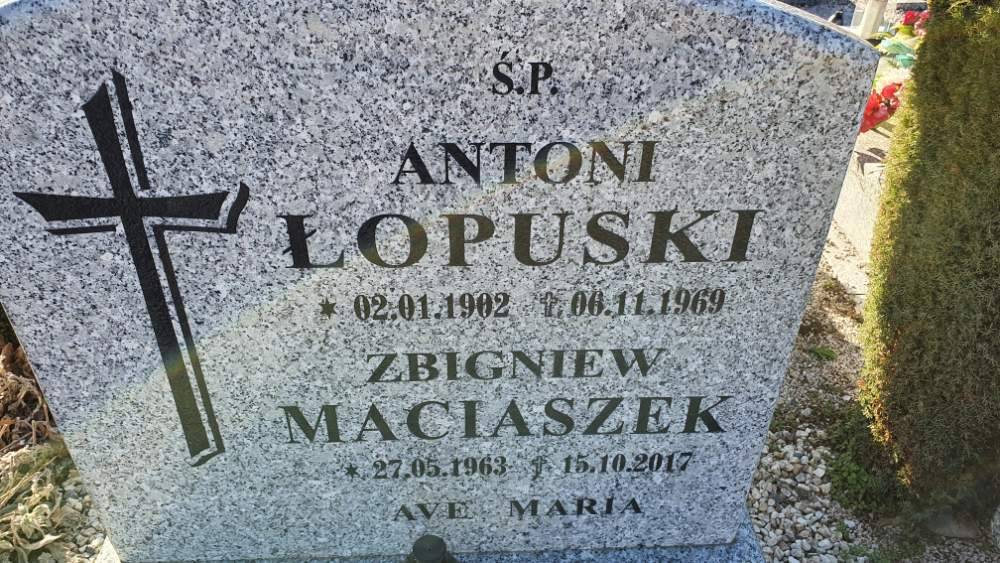 Ś.P.
ANTONI
ŁOPUSKI
✶ 02.01.1902 ✝ 06.11.1969
ZBIGNIEW
MACIASZEK
✶ 27.05.1963 ✝ 15.10.2017
AVE MARIA